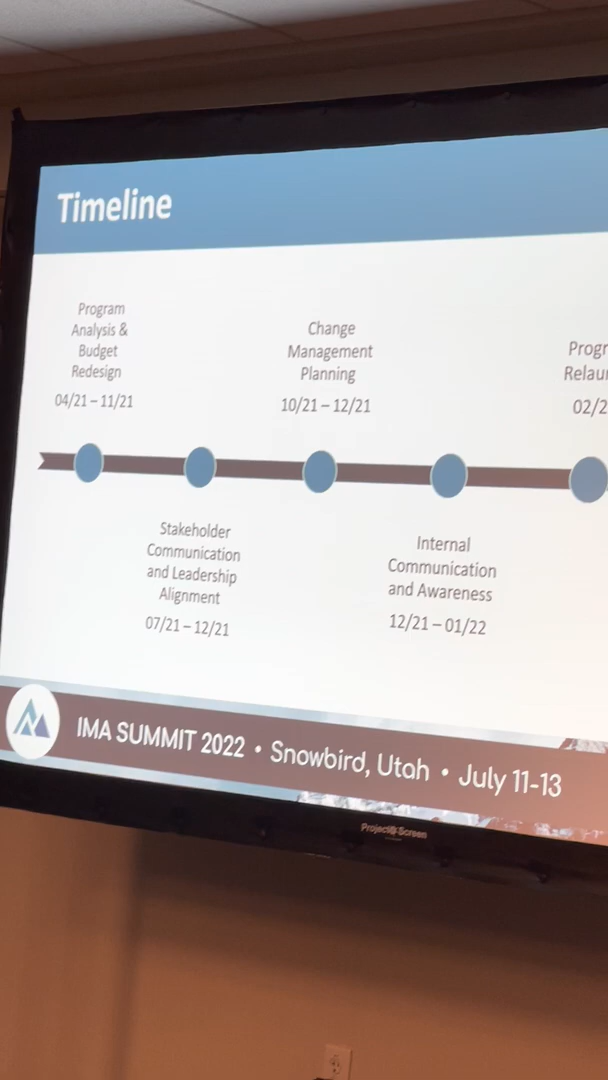 Timeline
Program
Analysis &
Budget
Redesign
04/21 – 11/21
Change
Management
Planning
10/21 – 12/21
Progr
Relau
02/2
Stakeholder
Communication
and Leadership
Alignment
07/21 – 12/21
Internal
Communication
and Awareness
12/21 – 01/22
IMA SUMMIT 2022 • Snowbird, Utah • July 11-13
Project Screen